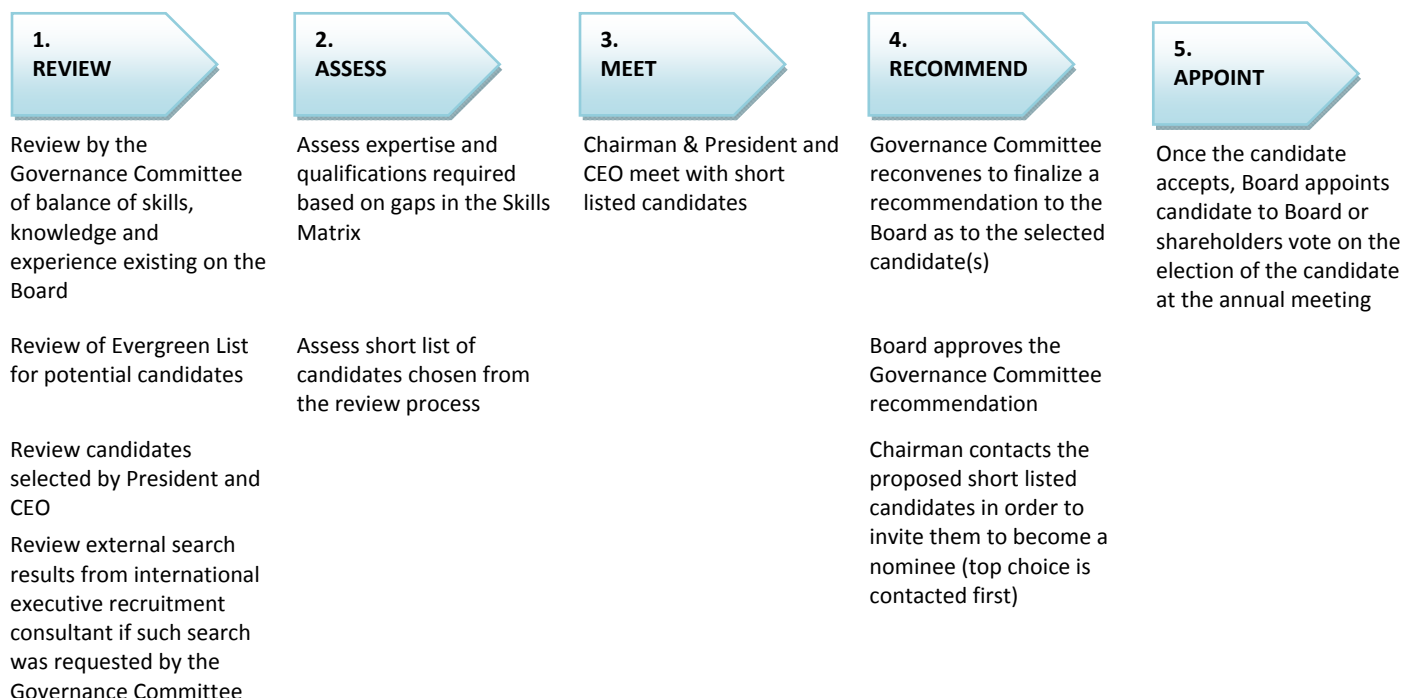 1.
REVIEW
Review by the
Governance Committee
of balance of skills,
knowledge and
experience existing on the
Board
Review of Evergreen List
for potential candidates
Review candidates
selected by President and
CEO
Review external search
results from international
executive recruitment
consultant if such search
was requested by the
Governance Committee
2.
ASSESS
Assess expertise and
qualifications required
based on gaps in the Skills
Matrix
Assess short list of
candidates chosen from
the review process
3.
MEET
Chairman & President and
CEO meet with short
listed candidates
4.
RECOMMEND
Governance Committee
reconvenes to finalize a
recommendation to the
Board as to the selected
candidate(s)
Board approves the
Governance Committee
recommendation
Chairman contacts the
proposed short listed
candidates in order to
invite them to become a
nominee (top choice is
contacted first)
5.
APPOINT
Once the candidate
accepts, Board appoints
candidate to Board or
shareholders vote on the
election of the candidate
at the annual meeting